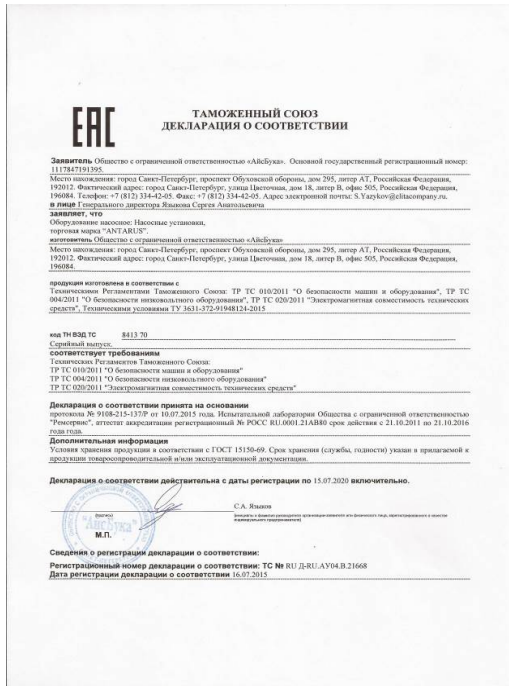 EAC
ТАМОЖЕННЫЙ СОЮЗ
ДЕКЛАРАЦИЯ О СООТВЕТСТВИИ
Заявитель Общество с ограниченной ответственностью «АйсБука». Основной государственный регистрационный номер:
1117847191395.
Место нахождения: город Санкт-Петербург, проспект Обуховской обороны, дом 295, литер АТ, Российская Федерация,
192012. Фактический адрес: город Санкт-Петербург, улица Цветочная, дом 18, литер В, офис 505, Российская Федерация,
196084. Телефон: +7 (812) 334-42-05. Факс: +7 (812) 334-42-05. Адрес электронной почты: S.Yazykov@elitacompany.ru.
в лице Генерального директора Языкова Сергея Анатольевича
заявляет, что
Оборудование насосное: Насосные установки,
торговая марка "ANTARUS".
изготовитель Общество с ограниченной ответственностью «АйсБука»
Место нахождения: город Санкт-Петербург, проспект Обуховской обороны, дом 295, литер АТ, Российская Федерация,
192012. Фактический адрес: город Санкт-Петербург, улица Цветочная, дом 18, литер В, офис 505, Российская Федерация,
196084.
продукция изготовлена в соответствии с
Техническими Регламентами Таможенного Союза: ТР ТС 010/2011 "О безопасности машин и оборудования", ТР ТС
004/2011 "О безопасности низковольтного оборудования", ТР ТС 020/2011 "Электромагнитная совместимость технических
средств", Техническими условиями ТУ 3631-372-91948124-2015
код ТН ВЭД ТС 8413 70
Серийный выпуск.
соответствует требованиям
Технических Регламентов Таможенного Союза:
ТР ТС 010/2011 "О безопасности машин и оборудования"
ТР ТС 004/2011 "О безопасности низковольтного оборудования"
ТР ТС 020/2011 "Электромагнитная совместимость технических средств"
Декларация о соответствии принята на основании
протокола № 9108-215-137/Р от 10.07.2015 года. Испытательной лаборатории Общества с ограниченной ответственностью
"Ремсервис", аттестат аккредитации регистрационный № РОСС RU.0001.21АВ80 срок действия с 21.10.2011 по 21.10.2016
года года.
Дополнительная информация
Условия хранения продукции в соответствии с ГОСТ 15150-69. Срок хранения (службы, годности) указан в прилагаемой к
продукции товаросопроводительной и/или эксплуатационной документации.
Декларация о соответствии действительна с даты регистрации по 15.07.2020 включительно.
С.А. Языков
(подпись)
"АйсБука"
М.П.
Сведения о регистрации декларации о соответствии:
Регистрационный номер декларации о соответствии: ТС № RU Д-RU.АУ04.В.21668
Дата регистрации декларации о соответствии 16.07.2015